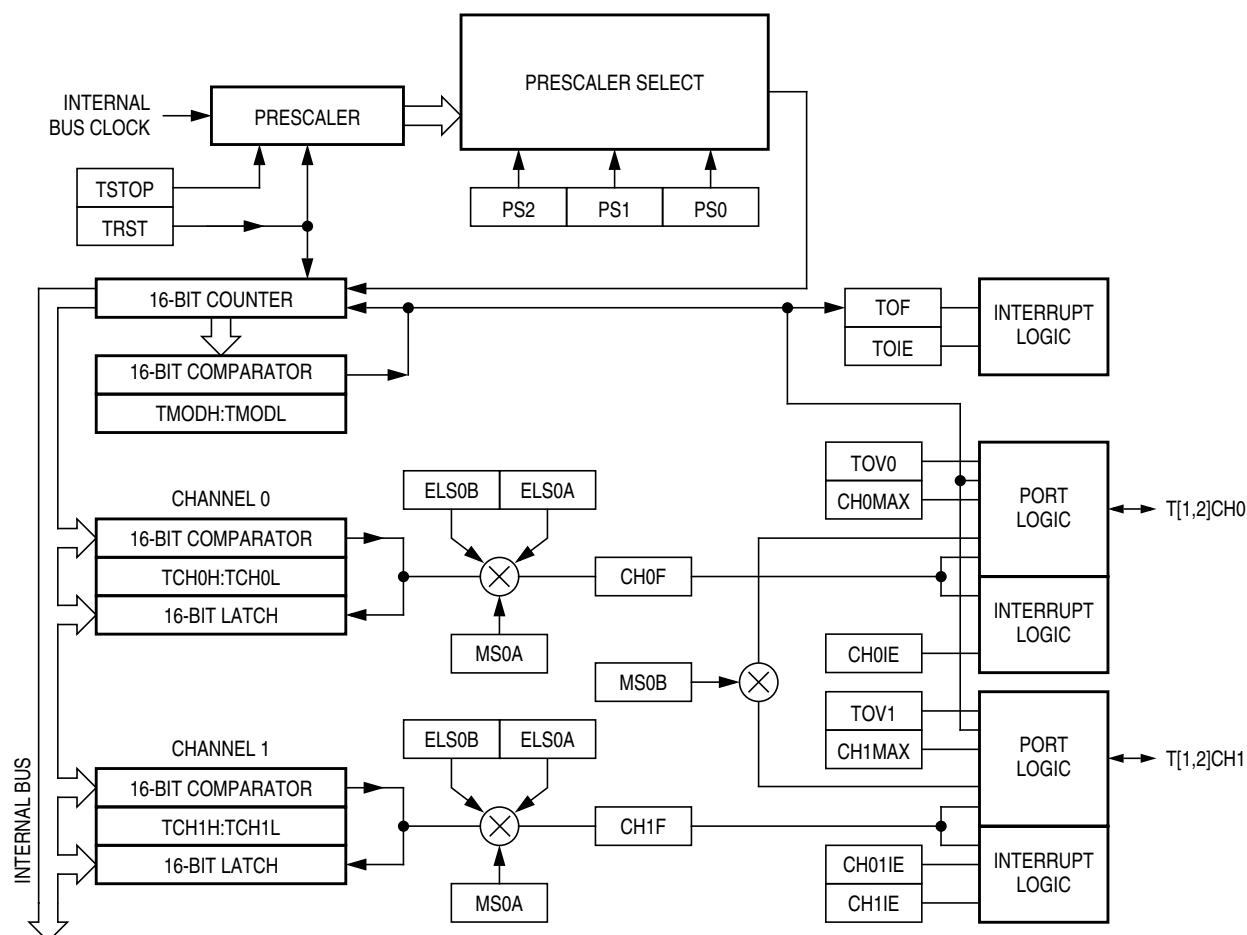 PRESCALER SELECT
INTERNAL
BUS CLOCK
PRESCALER
TSTOP
TRST
PS2
PS1
PS0
16-BIT COUNTER
TOF
TOIE
INTERRUPT
LOGIC
16-BIT COMPARATOR
TMODH:TMODL
CHANNEL 0
ELS0B
ELS0A
TOV0
CH0MAX
PORT
LOGIC
T[1,2]CH0
16-BIT COMPARATOR
TCH0H:TCH0L
16-BIT LATCH
CH0F
MS0A
INTERRUPT
LOGIC
CH0IE
MS0B
CHANNEL 1
ELS0B
ELS0A
TOV1
CH1MAX
PORT
LOGIC
T[1,2]CH1
INTERNAL BUS
16-BIT COMPARATOR
TCH1H:TCH1L
16-BIT LATCH
CH1F
MS0A
CH01IE
CH1IE
INTERRUPT
LOGIC